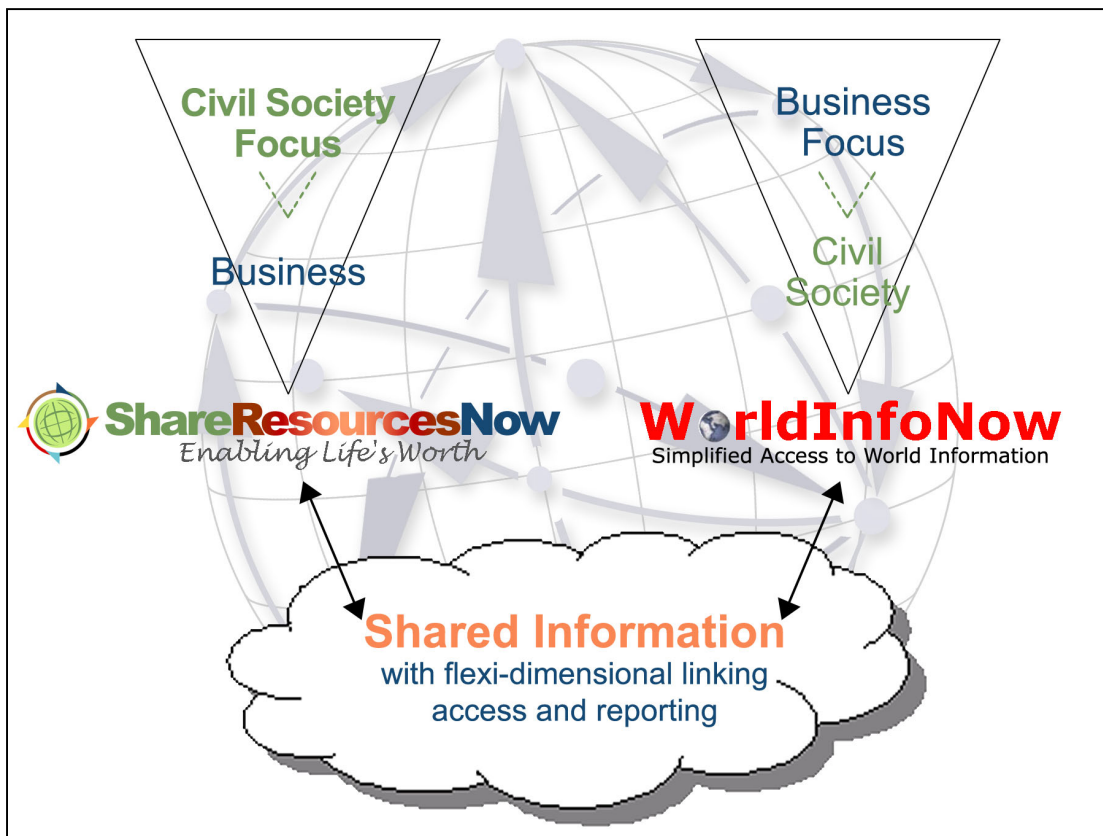 Civil Society
Focus
Business
Business
Focus
Civil
Society
ShareResourcesNow
Enabling Life's Worth
WorldInfoNow
Simplified Access to World Information
Shared Information
with flexi-dimensional linking
access and reporting